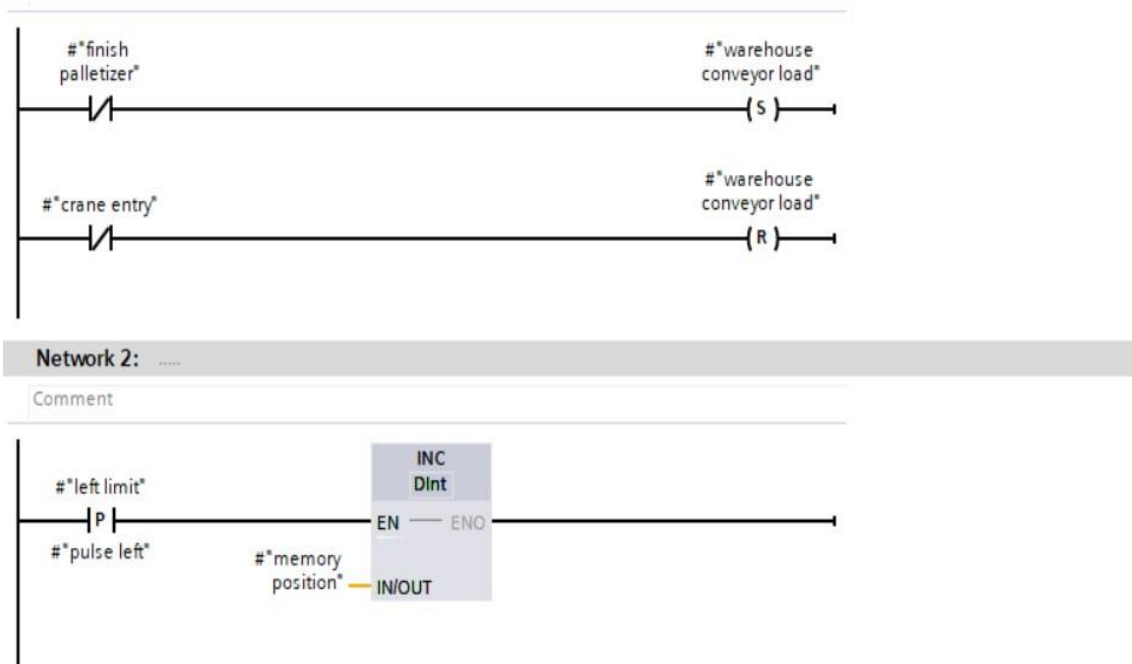 #"finish
palletizer"
#"warehouse
conveyor load"
S
#"crane entry"
#"warehouse
conveyor load"
R
Network 2: .....
Comment
#"left limit"
P
#"pulse left"
INC
DInt
EN ENO
#"memory
position"
IN/OUT